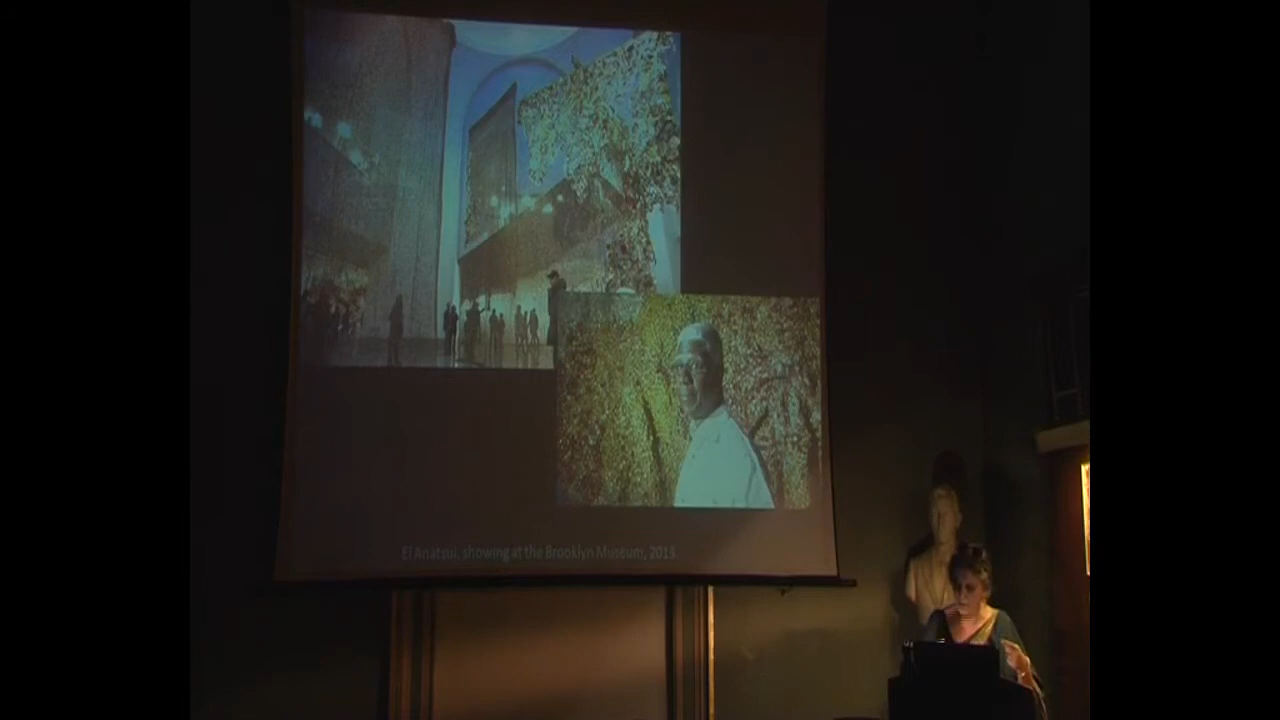 El Anatsui, showing at the Brooklyn Museum, 2013